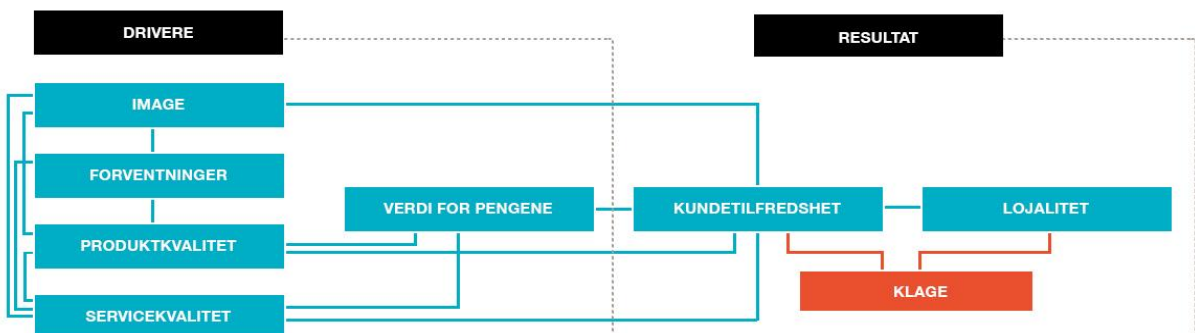 DRIVERE
RESULTAT
IMAGE
FORVENTNINGER
VERDI FOR PENGENE
KUNDETILFREDSHET
LOJALITET
PRODUKTKVALITET
KLAGE
SERVICEKVALITET